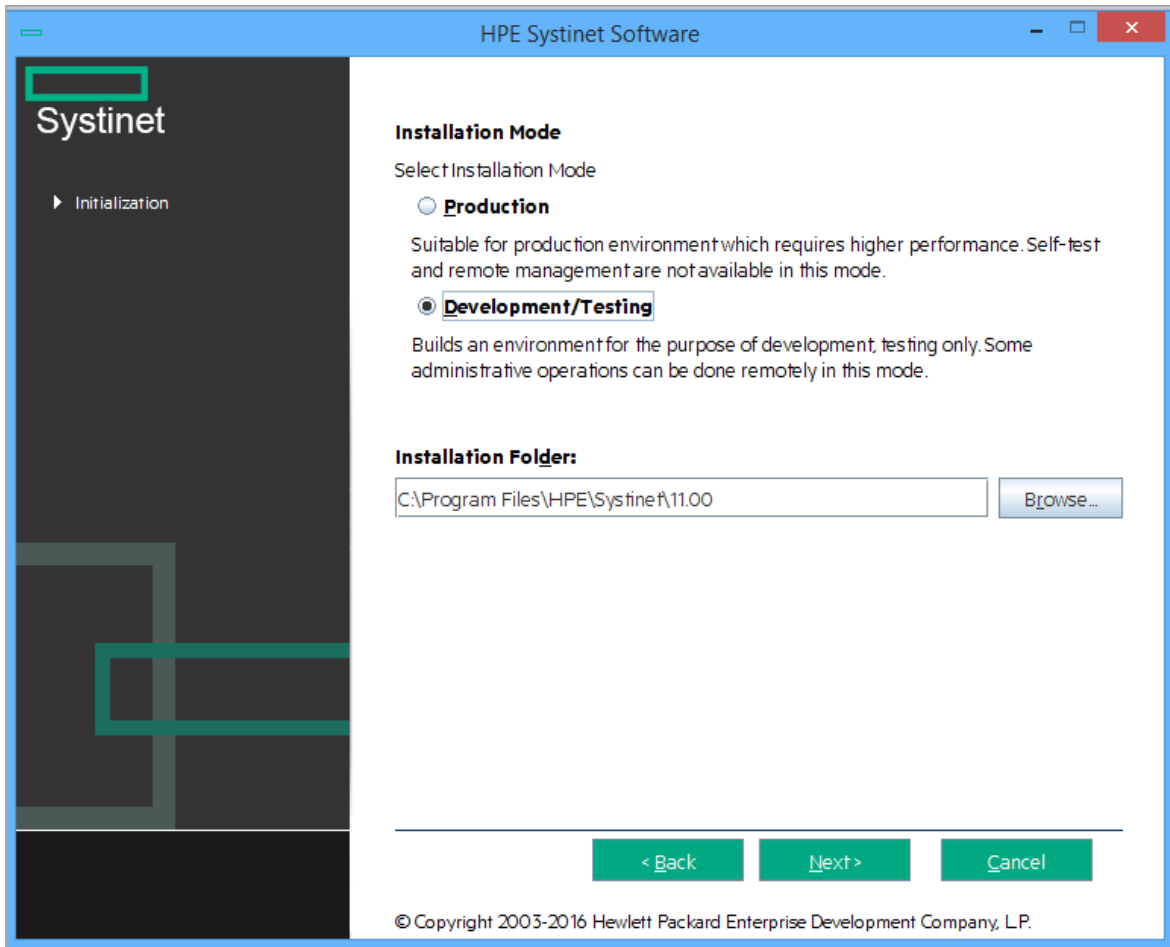 HPE Systinet Software
Systinet
Initialization
Installation Mode
Select Installation Mode
Production
Suitable for production environment which requires higher performance. Self-test
and remote management are not available in this mode.
Development/Testing
Builds an environment for the purpose of development, testing only. Some
administrative operations can be done remotely in this mode.
Installation Folder:
C:\Program Files\HPE\Systinet\11.00
Browse...
< Back
Next >
Cancel
© Copyright 2003-2016 Hewlett Packard Enterprise Development Company, L.P.